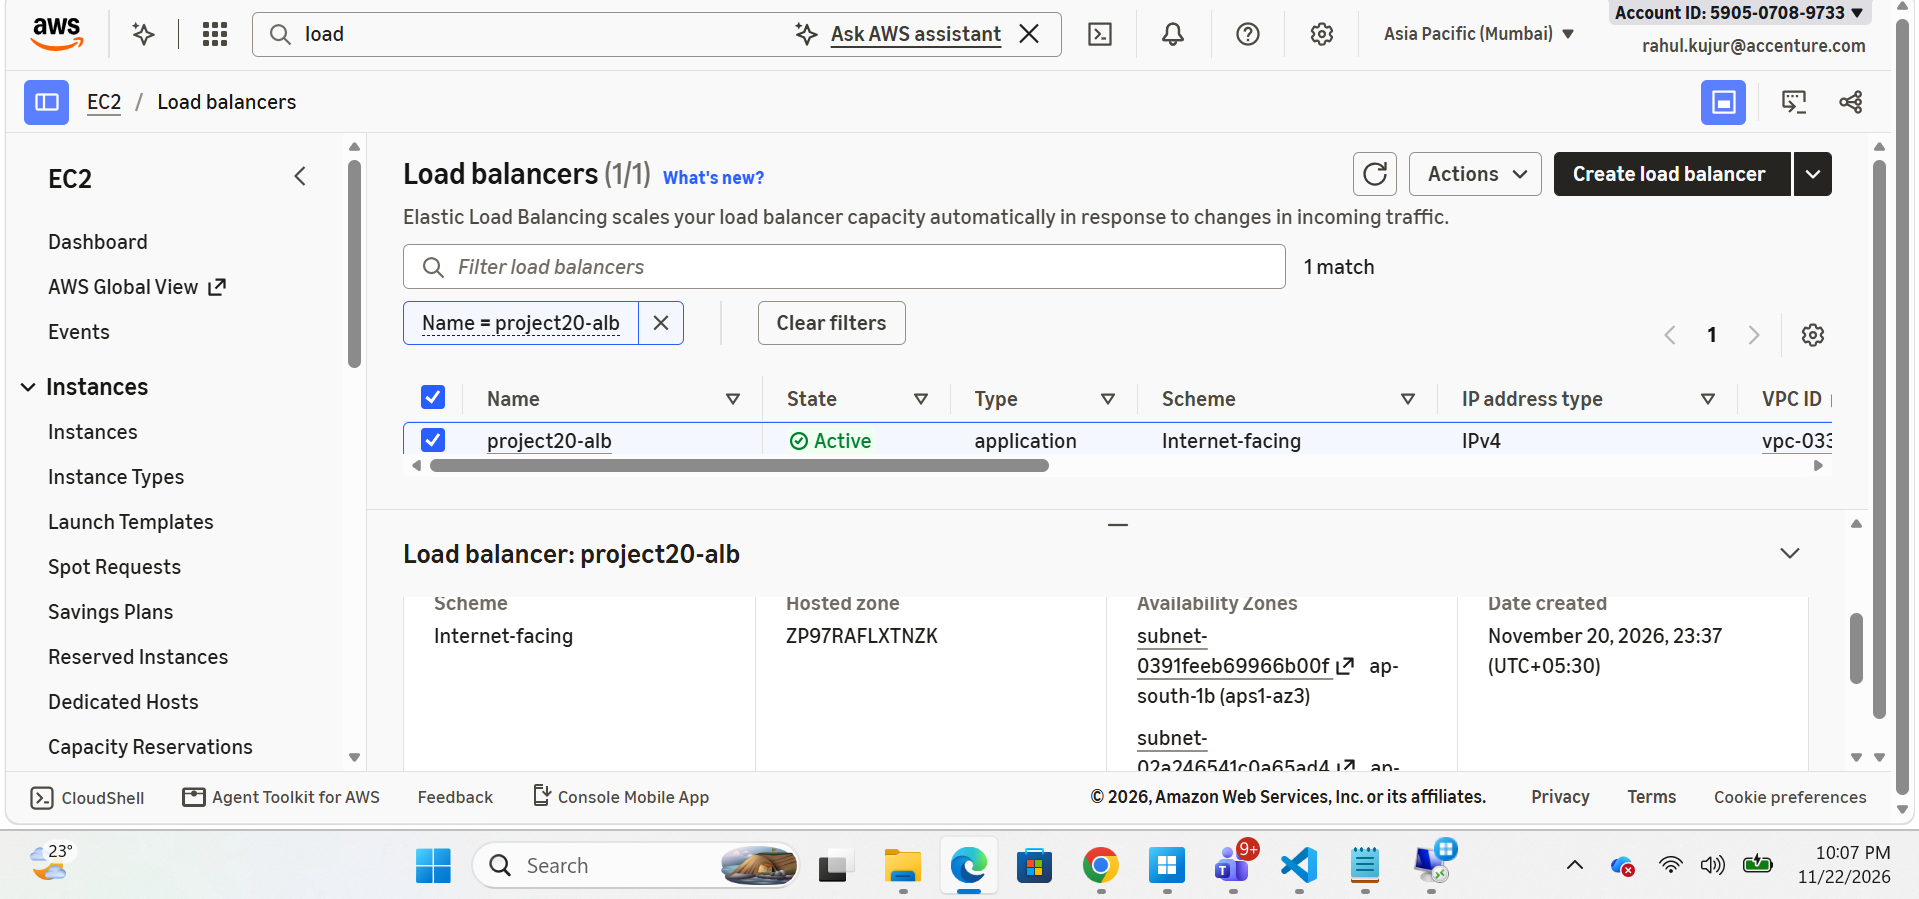 aws
load
Ask AWS assistant
Asia Pacific (Mumbai)
Account ID: 5905-0708-9733
rahul.kujur@accenture.com
EC2 / Load balancers
EC2
Dashboard
AWS Global View
Events
Instances
Instances
Instance Types
Launch Templates
Spot Requests
Savings Plans
Reserved Instances
Dedicated Hosts
Capacity Reservations
Load balancers (1/1) What's new?
Actions
Create load balancer
Elastic Load Balancing scales your load balancer capacity automatically in response to changes in incoming traffic.
Filter load balancers
1 match
Name = project20-alb
Clear filters
1
Name State Type Scheme IP address type VPC ID
project20-alb Active application Internet-facing IPv4 vpc-033
Load balancer: project20-alb
Scheme
Internet-facing
Hosted zone
ZP97RAFLXTNZK
Availability Zones
subnet-
0391feeb69966b00f ap-
south-1b (aps1-az3)
subnet-
02a246541c0a65ad4 ap-
Date created
November 20, 2026, 23:37
(UTC+05:30)
CloudShell
Agent Toolkit for AWS
Feedback
Console Mobile App
© 2026, Amazon Web Services, Inc. or its affiliates.
Privacy
Terms
Cookie preferences
23°
Search
9+
10:07 PM
11/22/2026